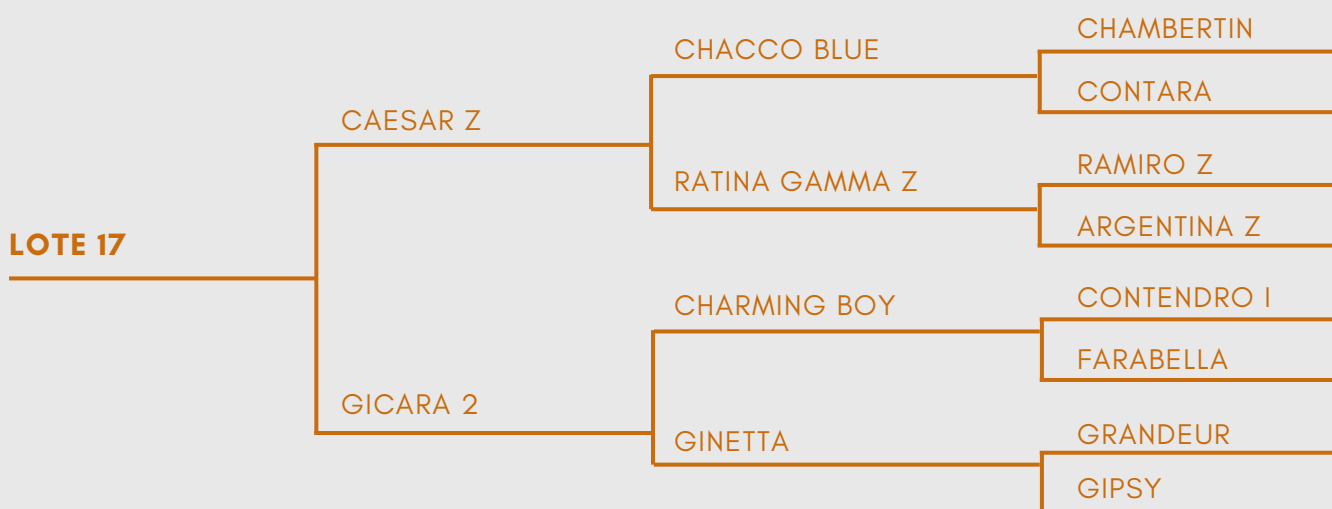 CHAMBERTIN
CHACCO BLUE
CONTARA
CAESAR Z
RAMIRO Z
RATINA GAMMA Z
ARGENTINA Z
LOTE 17
CONTENDRO I
CHARMING BOY
FARABELLA
GICARA 2
GRANDEUR
GINETTA
GIPSY